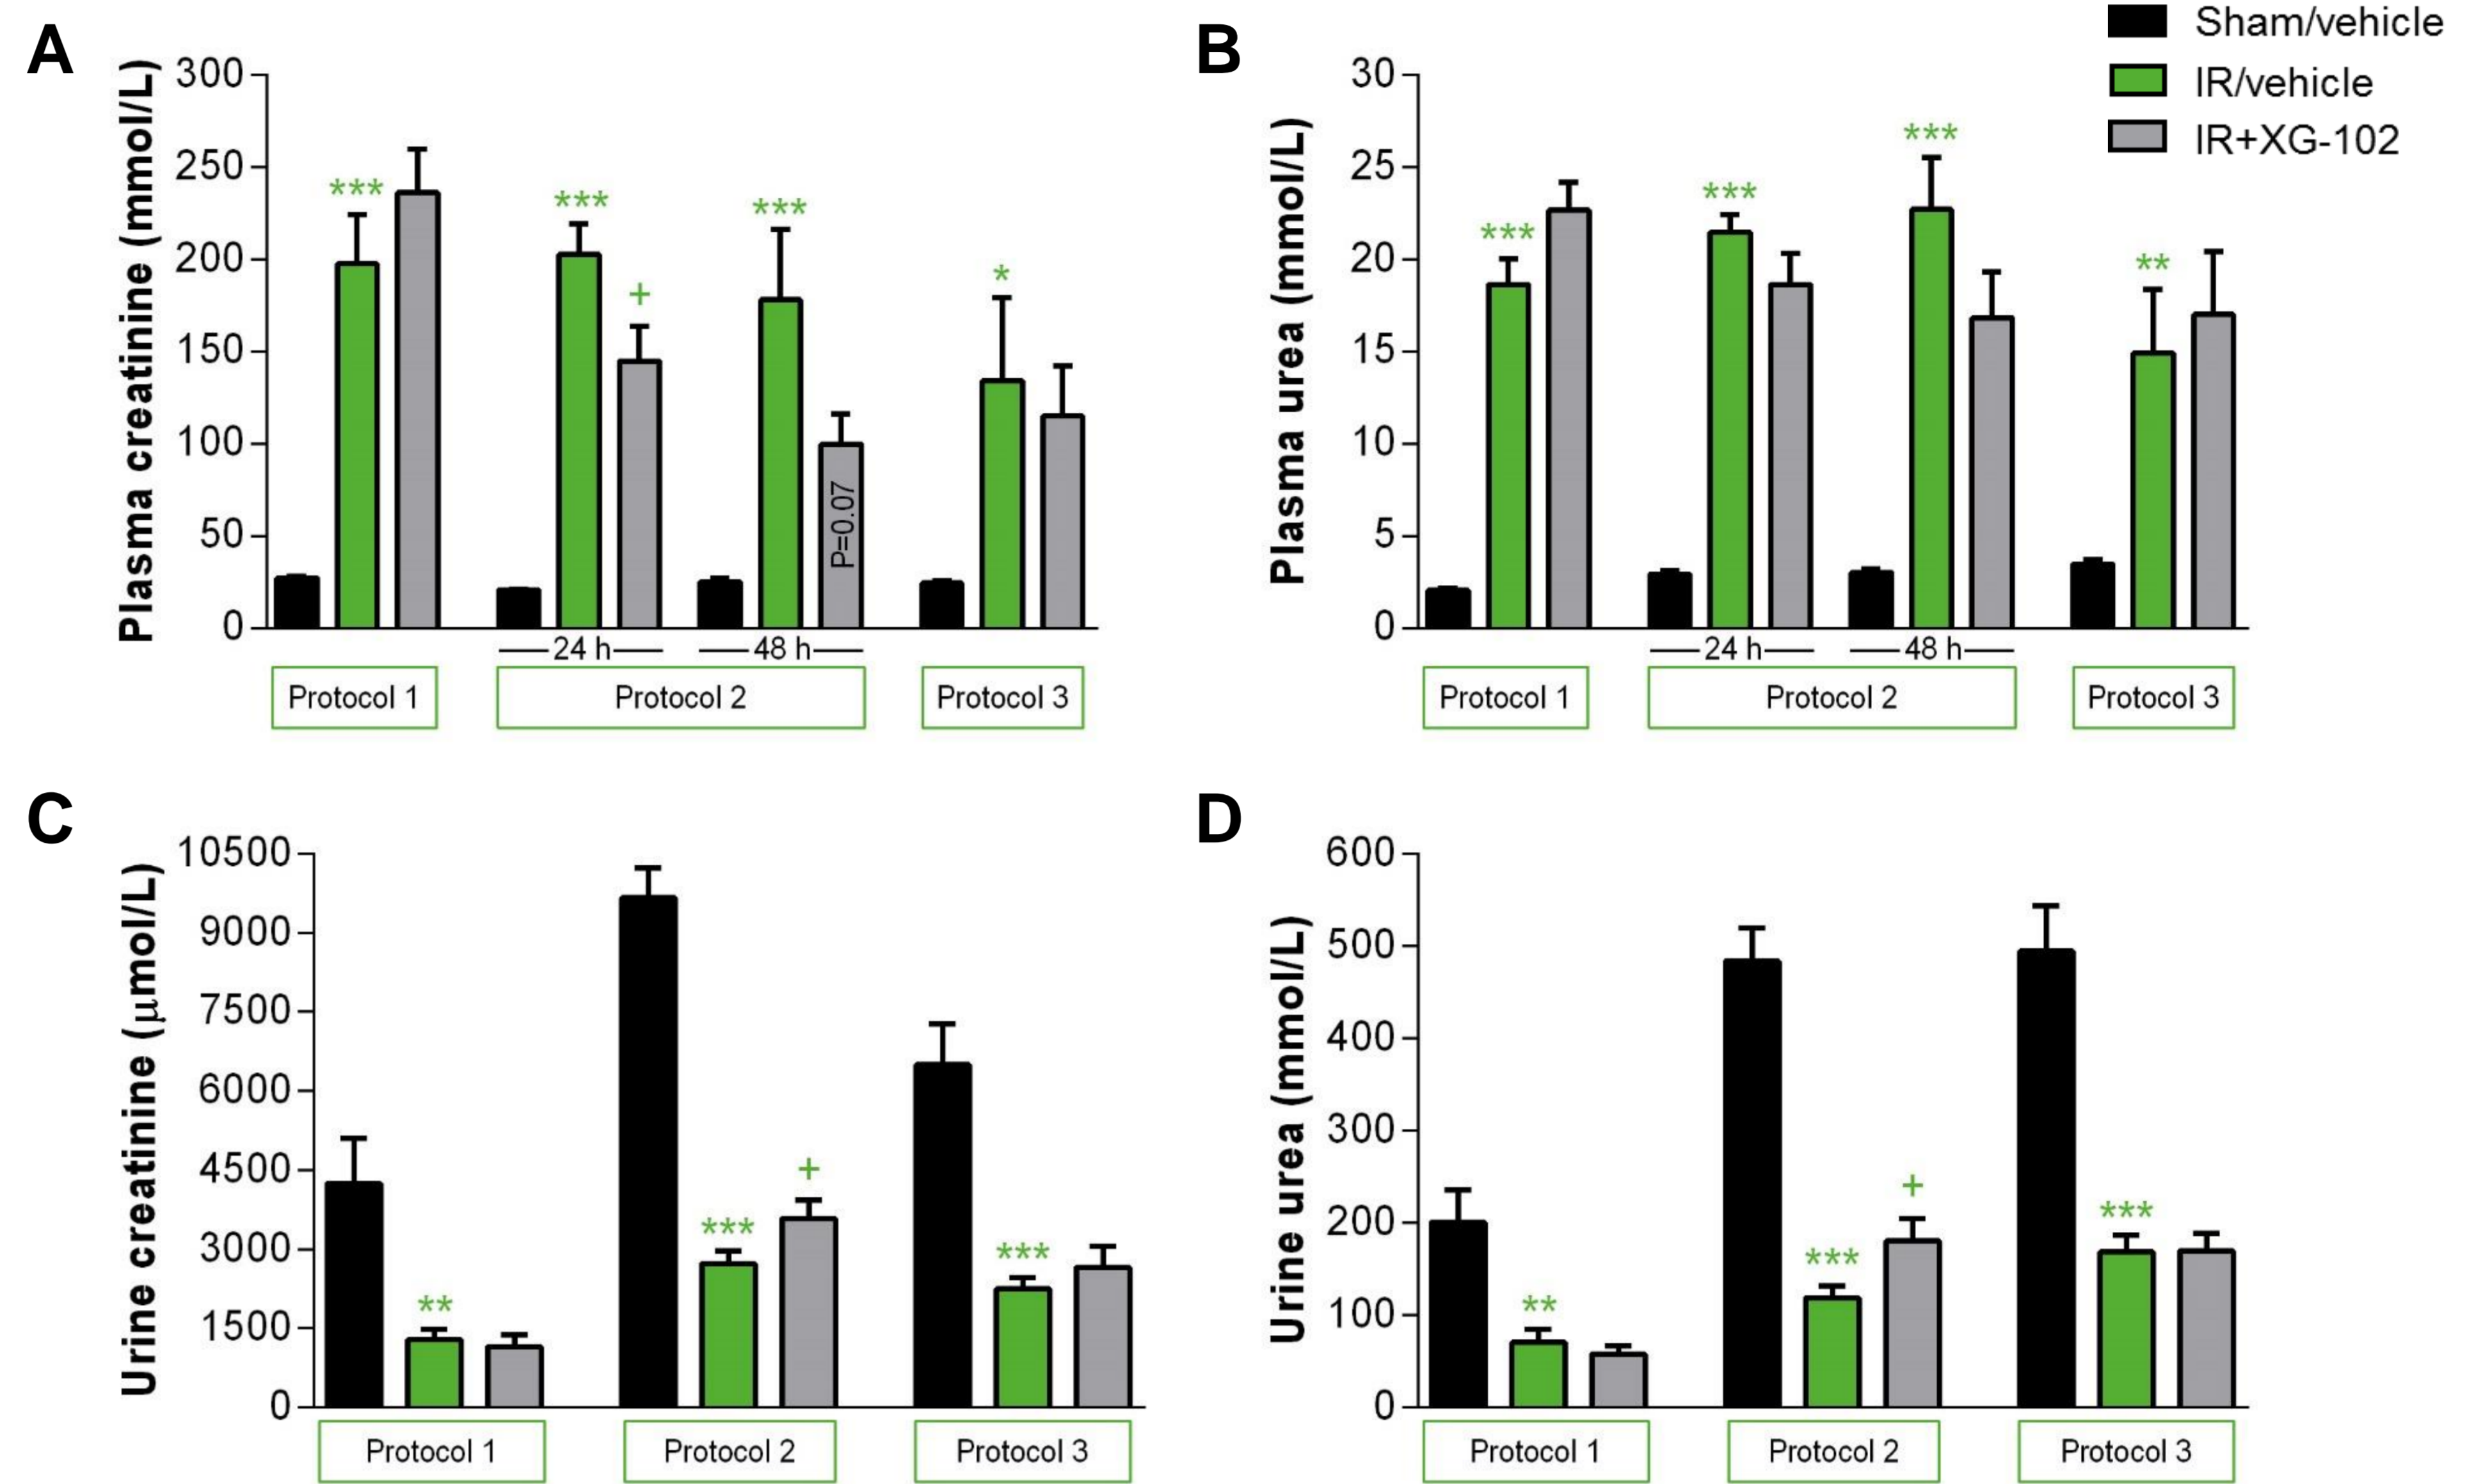 A
Plasma creatinine (mmol/L)
300
250
200
150
100
50
0
***
***
+
***
P=0.07
*
24 h
48 h
Protocol 1
Protocol 2
Protocol 3
B
Plasma urea (mmol/L)
30
25
20
15
10
5
0
***
***
***
**
24 h
48 h
Protocol 1
Protocol 2
Protocol 3
Sham/vehicle
IR/vehicle
IR+XG-102
C
Urine creatinine (μmol/L)
10500
9000
7500
6000
4500
3000
1500
0
**
***
+
***
Protocol 1
Protocol 2
Protocol 3
D
Urine urea (mmol/L)
600
500
400
300
200
100
0
**
***
+
***
Protocol 1
Protocol 2
Protocol 3